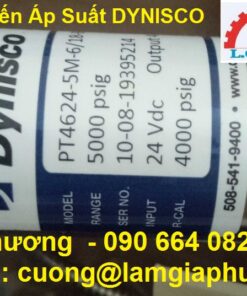 ến Áp Suất DYNISCO
Dynisco
MODEL PT4624-5M-6/18
RANGE 5000 psig
SER NO. 10-08-19395214
INPUT 24 Vdc Output
R-CAL 4000 psig
508-541-9400 •
hương - 090 664 082
: cuong@lamgiaphu